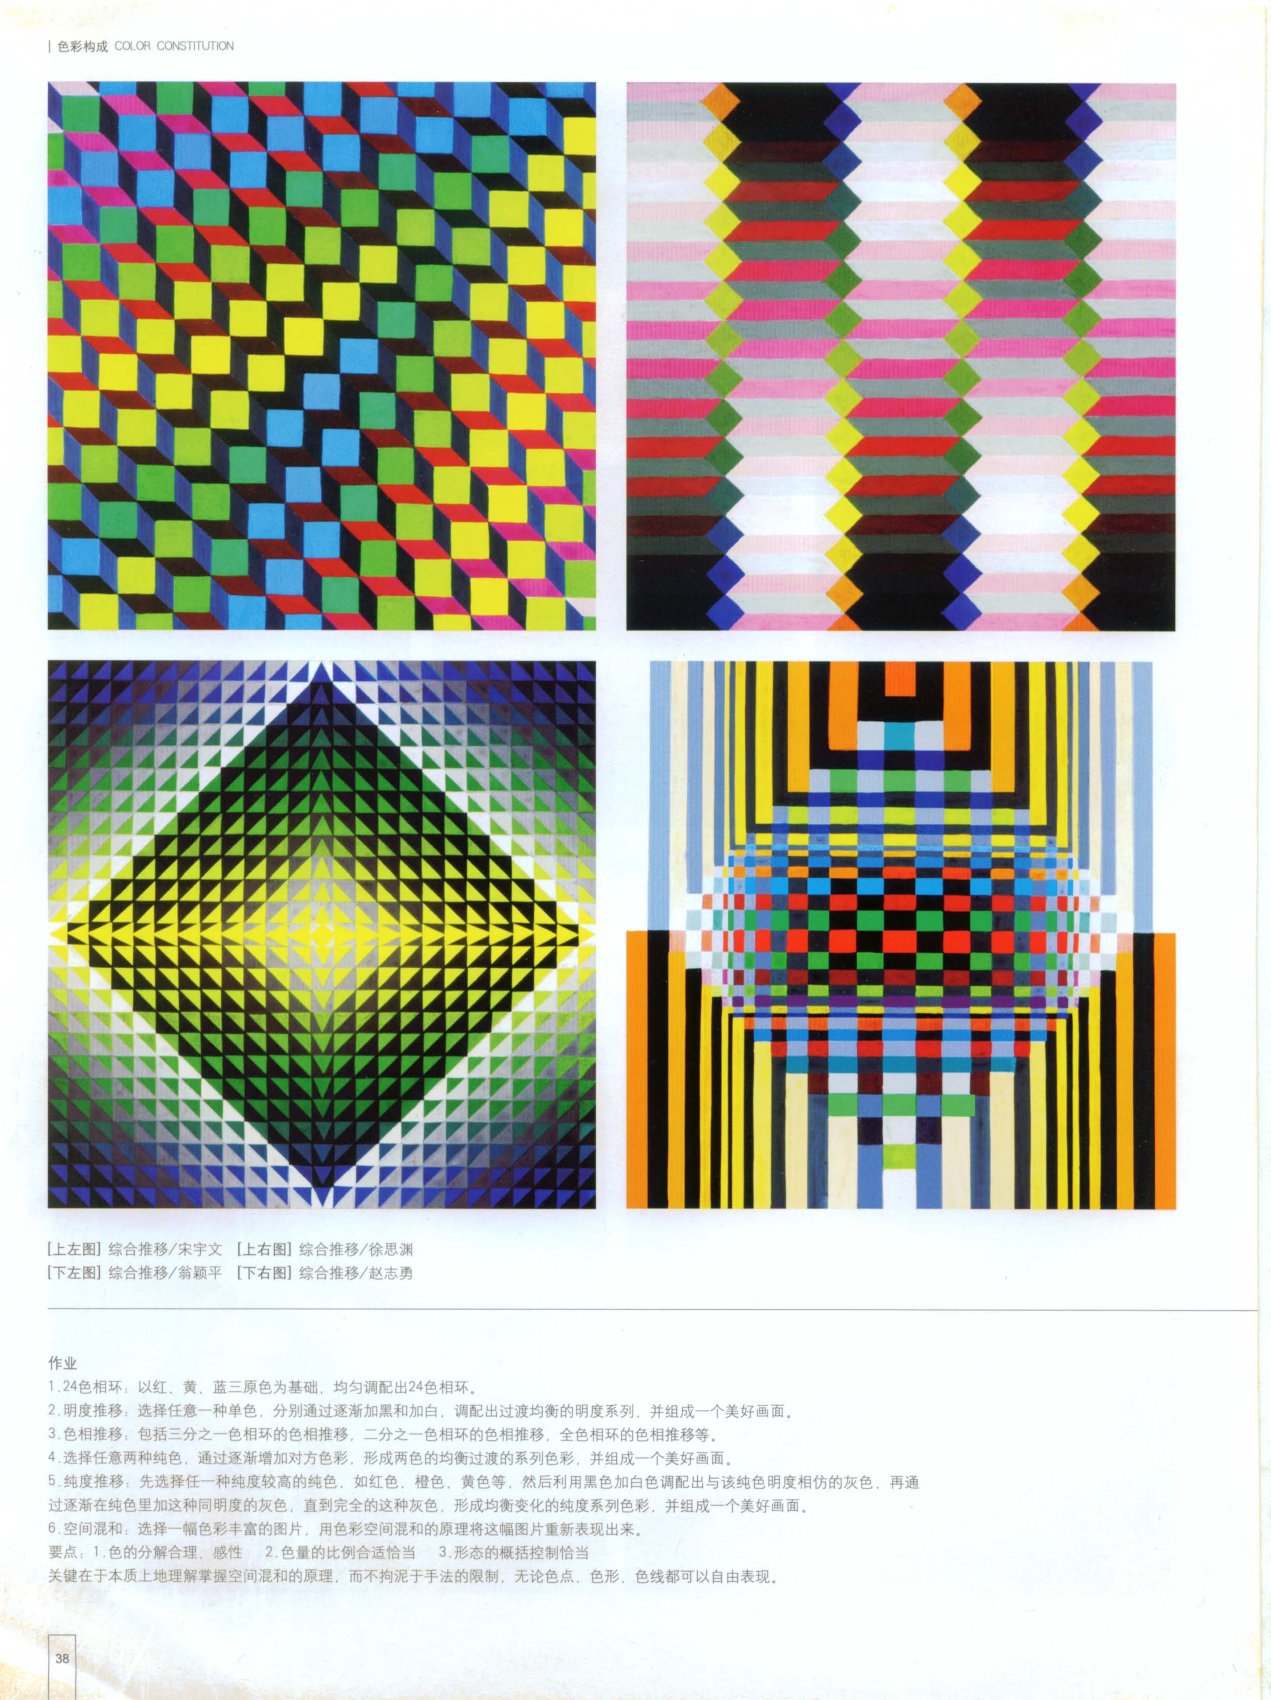 色彩构成 COLOR CONSTITUTION
[上左图] 综合推移/宋宇文 [上右图] 综合推移/徐思渊
[下左图] 综合推移/翁颖平 [下右图] 综合推移/赵志勇
作业
1.24色相环：以红、黄、蓝三原色为基础，均匀调配出24色相环。
2.明度推移：选择任意一种单色，分别通过逐渐加黑和加白，调配出过渡均衡的明度系列，并组成一个美好画面。
3.色相推移：包括三分之一色相环的色相推移，二分之一色相环的色相推移，全色相环的色相推移等。
4.选择任意两种纯色，通过逐渐增加对方色彩，形成两色的均衡过渡的系列色彩，并组成一个美好画面。
5.纯度推移：先选择任一种纯度较高的纯色，如红色、橙色、黄色等，然后利用黑色加白色调配出与该纯色明度相仿的灰色，再通
过逐渐在纯色里加这种同明度的灰色，直到完全的这种灰色，形成均衡变化的纯度系列色彩，并组成一个美好画面。
6.空间混和：选择一幅色彩丰富的图片，用色彩空间混和的原理将这幅图片重新表现出来。
要点：1.色的分解合理、感性 2.色量的比例合适恰当 3.形态的概括控制恰当
关键在于本质上地理解掌握空间混和的原理，而不拘泥于手法的限制，无论色点、色形、色线都可以自由表现。
38